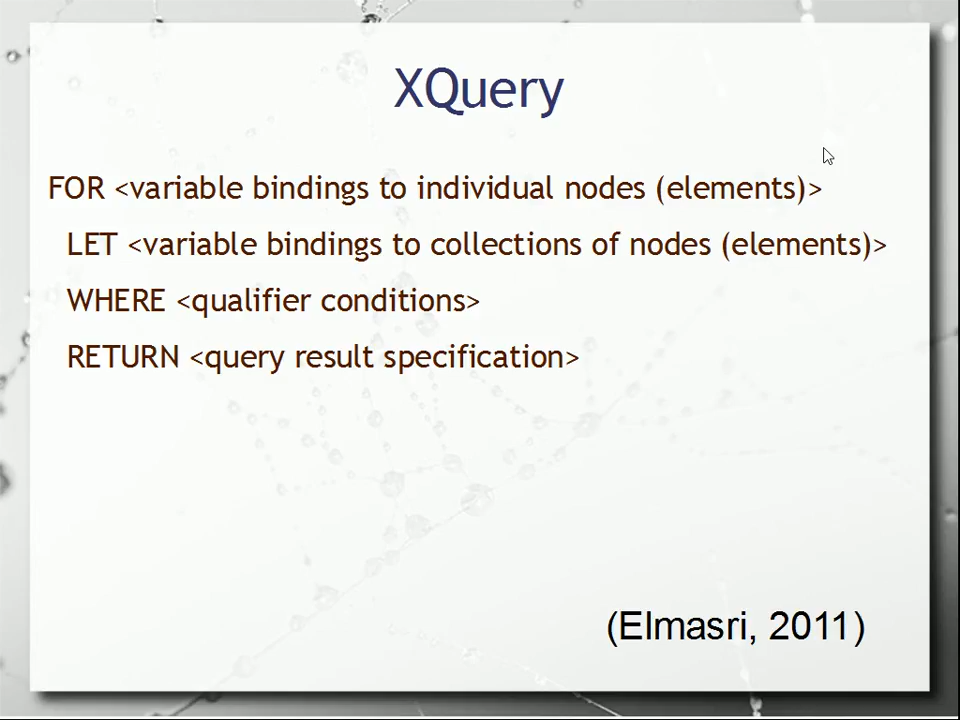 XQuery
FOR <variable bindings to individual nodes (elements)>
LET <variable bindings to collections of nodes (elements)>
WHERE <qualifier conditions>
RETURN <query result specification>
(Elmasri, 2011)